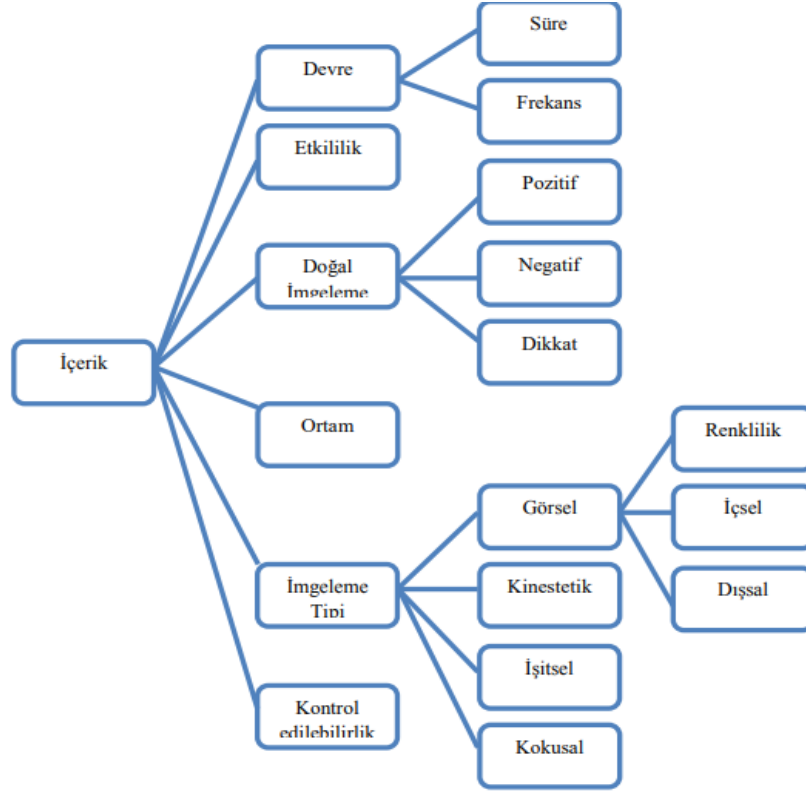 Süre
Devre
Frekans
Etkililik
Pozitif
Doğal
İmgeleme
Negatif
Dikkat
İçerik
Ortam
Renklilik
Görsel
İçsel
İmgeleme
Tipi
Kinestetik
Dışsal
İşitsel
Kontrol
edilebilirlik
Kokusal